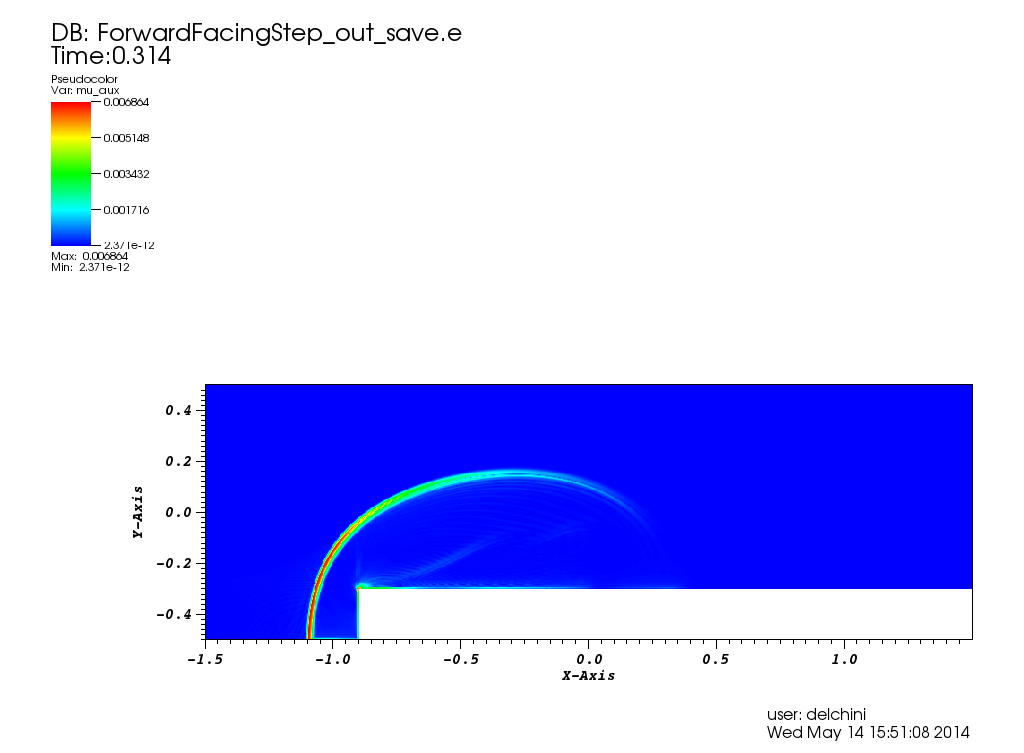 DB: ForwardFacingStep_out_save.e
Time:0.314
Pseudocolor
Var: mu_aux
0.006864
0.005148
0.003432
0.001716
2.371e-12
Max: 0.006864
Min: 2.371e-12
0.4
0.2
0.0
-0.2
-0.4
Y-Axis
-1.5 -1.0 -0.5 0.0 0.5 1.0
X-Axis
user: delchini
Wed May 14 15:51:08 2014